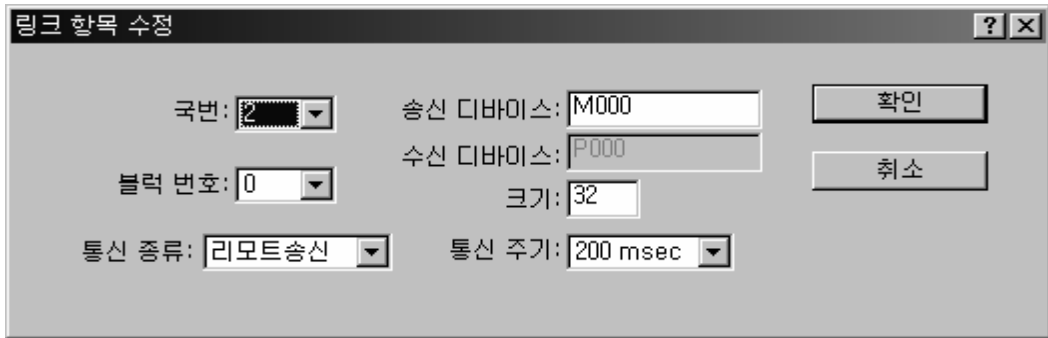 링크 항목 수정
국번: 2
블럭 번호: 0
통신 종류: 리모트송신
송신 디바이스: M000
수신 디바이스: P000
크기: 32
통신 주기: 200 msec
확인
취소